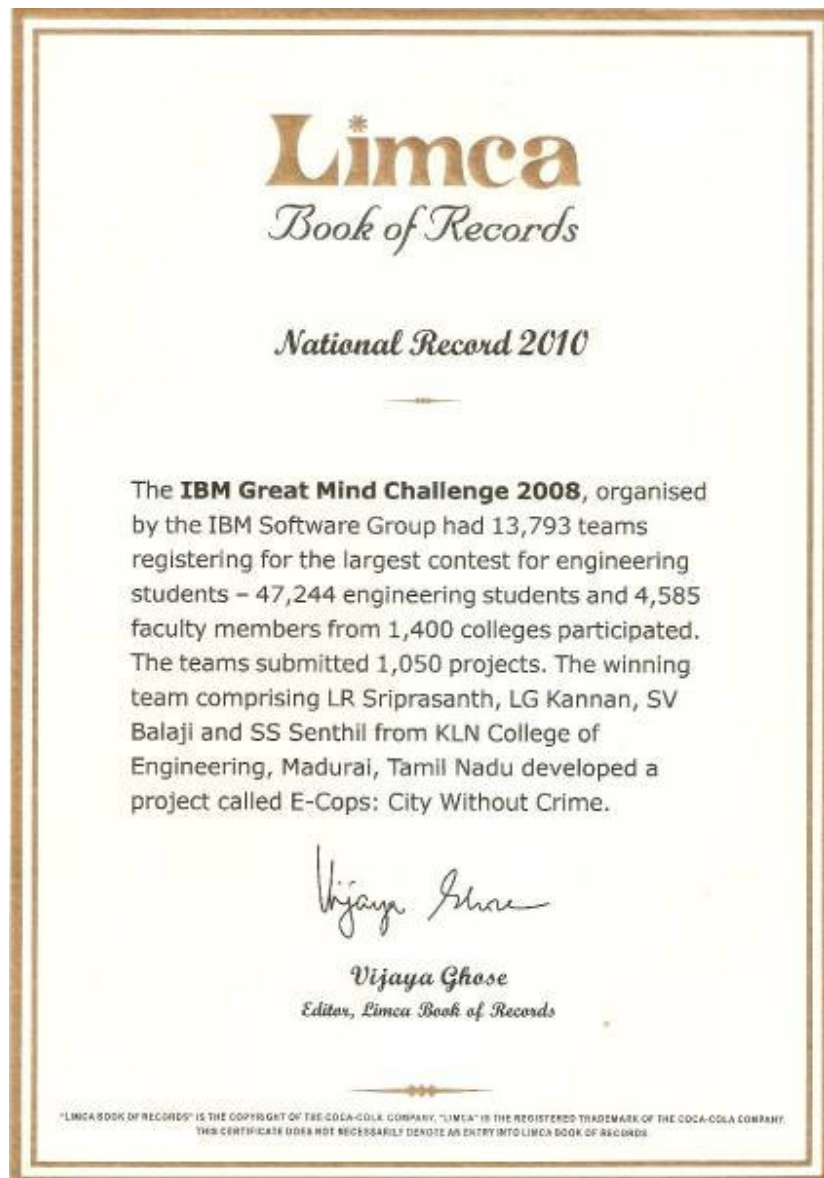 Limca
Book of Records
National Record 2010
The IBM Great Mind Challenge 2008, organised
by the IBM Software Group had 13,793 teams
registering for the largest contest for engineering
students – 47,244 engineering students and 4,585
faculty members from 1,400 colleges participated.
The teams submitted 1,050 projects. The winning
team comprising LR Sriprasanth, LG Kannan, SV
Balaji and SS Senthil from KLN College of
Engineering, Madurai, Tamil Nadu developed a
project called E-Cops: City Without Crime.
Vijaya Ghose
Vijaya Ghose
Editor, Limca Book of Records
"LIMCA BOOK OF RECORDS" IS THE COPYRIGHT OF THE COCA-COLA COMPANY. "LIMCA" IS THE REGISTERED TRADEMARK OF THE COCA-COLA COMPANY.
THIS CERTIFICATE DOES NOT NECESSARILY DENOTE AN ENTRY INTO LIMCA BOOK OF RECORDS